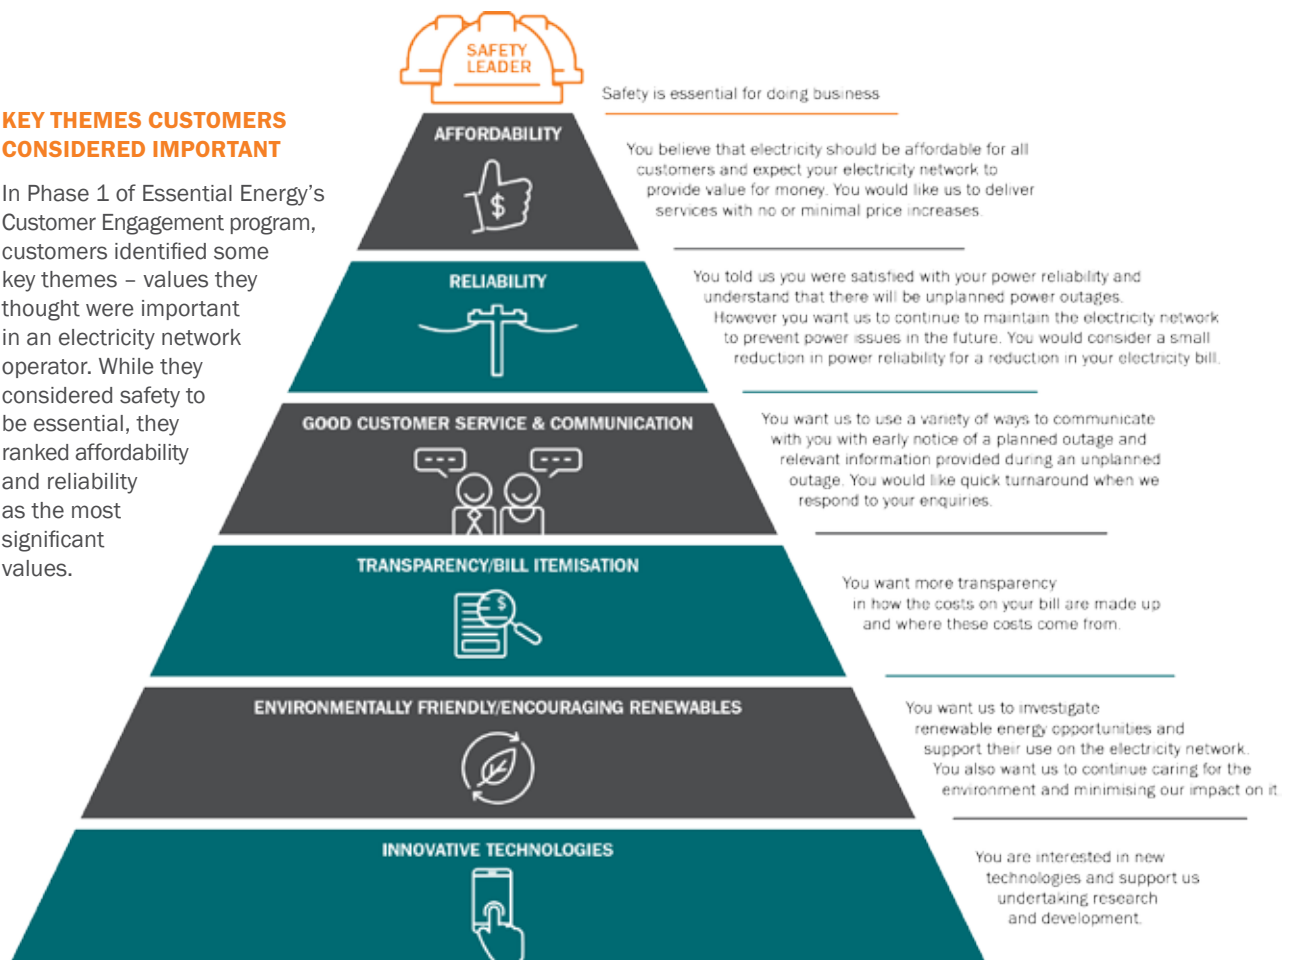 SAFETY
LEADER
Safety is essential for doing business
KEY THEMES CUSTOMERS
CONSIDERED IMPORTANT
In Phase 1 of Essential Energy's
Customer Engagement program,
customers identified some
key themes – values they
thought were important
in an electricity network
operator. While they
considered safety to
be essential, they
ranked affordability
and reliability
as the most
significant
values.
AFFORDABILITY
$
You believe that electricity should be affordable for all
customers and expect your electricity network to
provide value for money. You would like us to deliver
services with no or minimal price increases.
RELIABILITY
You told us you were satisfied with your power reliability and
understand that there will be unplanned power outages.
However you want us to continue to maintain the electricity network
to prevent power issues in the future. You would consider a small
reduction in power reliability for a reduction in your electricity bill.
GOOD CUSTOMER SERVICE & COMMUNICATION
You want us to use a variety of ways to communicate
with you with early notice of a planned outage and
relevant information provided during an unplanned
outage. You would like quick turnaround when we
respond to your enquiries.
TRANSPARENCY/BILL ITEMISATION
$
You want more transparency
in how the costs on your bill are made up
and where these costs come from.
ENVIRONMENTALLY FRIENDLY/ENCOURAGING RENEWABLES
You want us to investigate
renewable energy opportunities and
support their use on the electricity network.
You also want us to continue caring for the
environment and minimising our impact on it.
INNOVATIVE TECHNOLOGIES
You are interested in new
technologies and support us
undertaking research
and development.